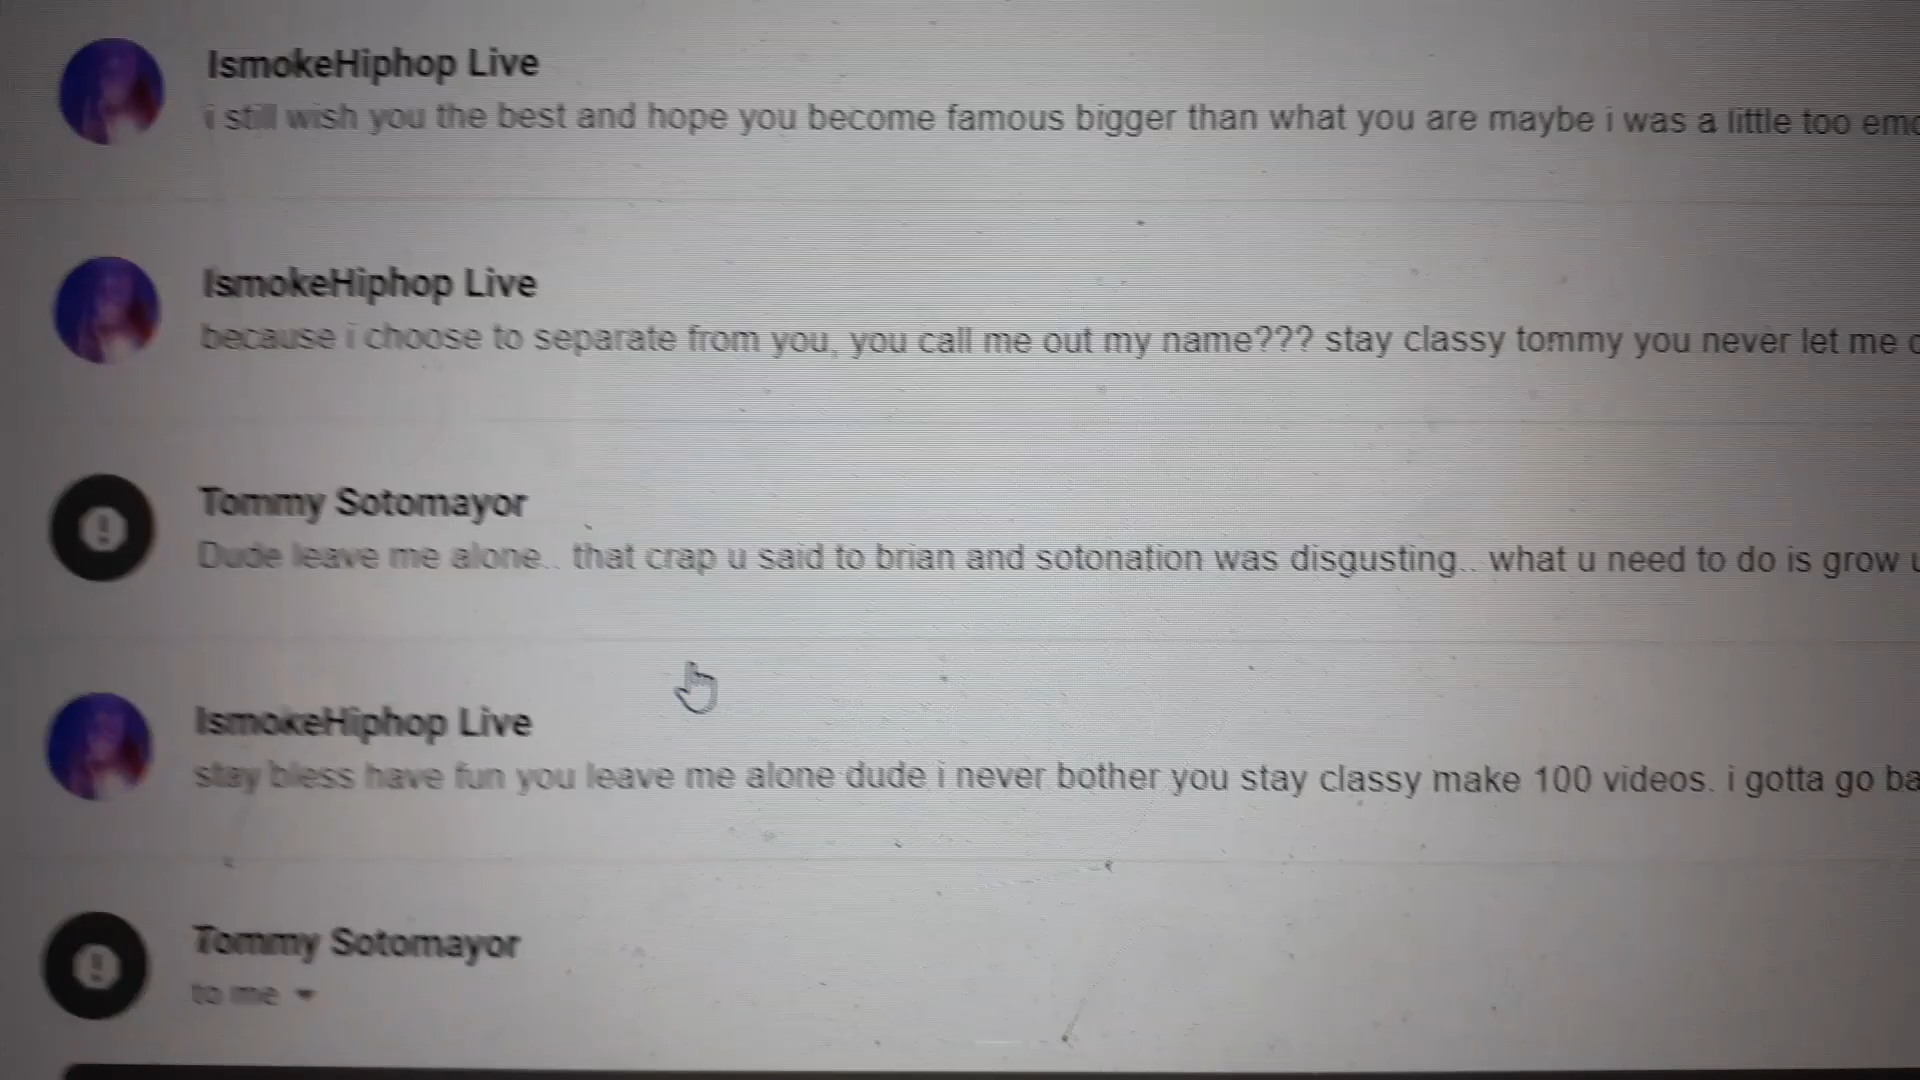 IsmokeHiphop Live
i still wish you the best and hope you become famous bigger than what you are maybe i was a little too
IsmokeHiphop Live
because i choose to separate from you, you call me out my name??? stay classy tommy you never let me
Tommy Sotomayor
Dude leave me alone.. that crap u said to brian and sotonation was disgusting.. what u need to do is grow
IsmokeHiphop Live
stay bless have fun you leave me alone dude i never bother you stay classy make 100 videos. i gotta go
Tommy Sotomayor
to me